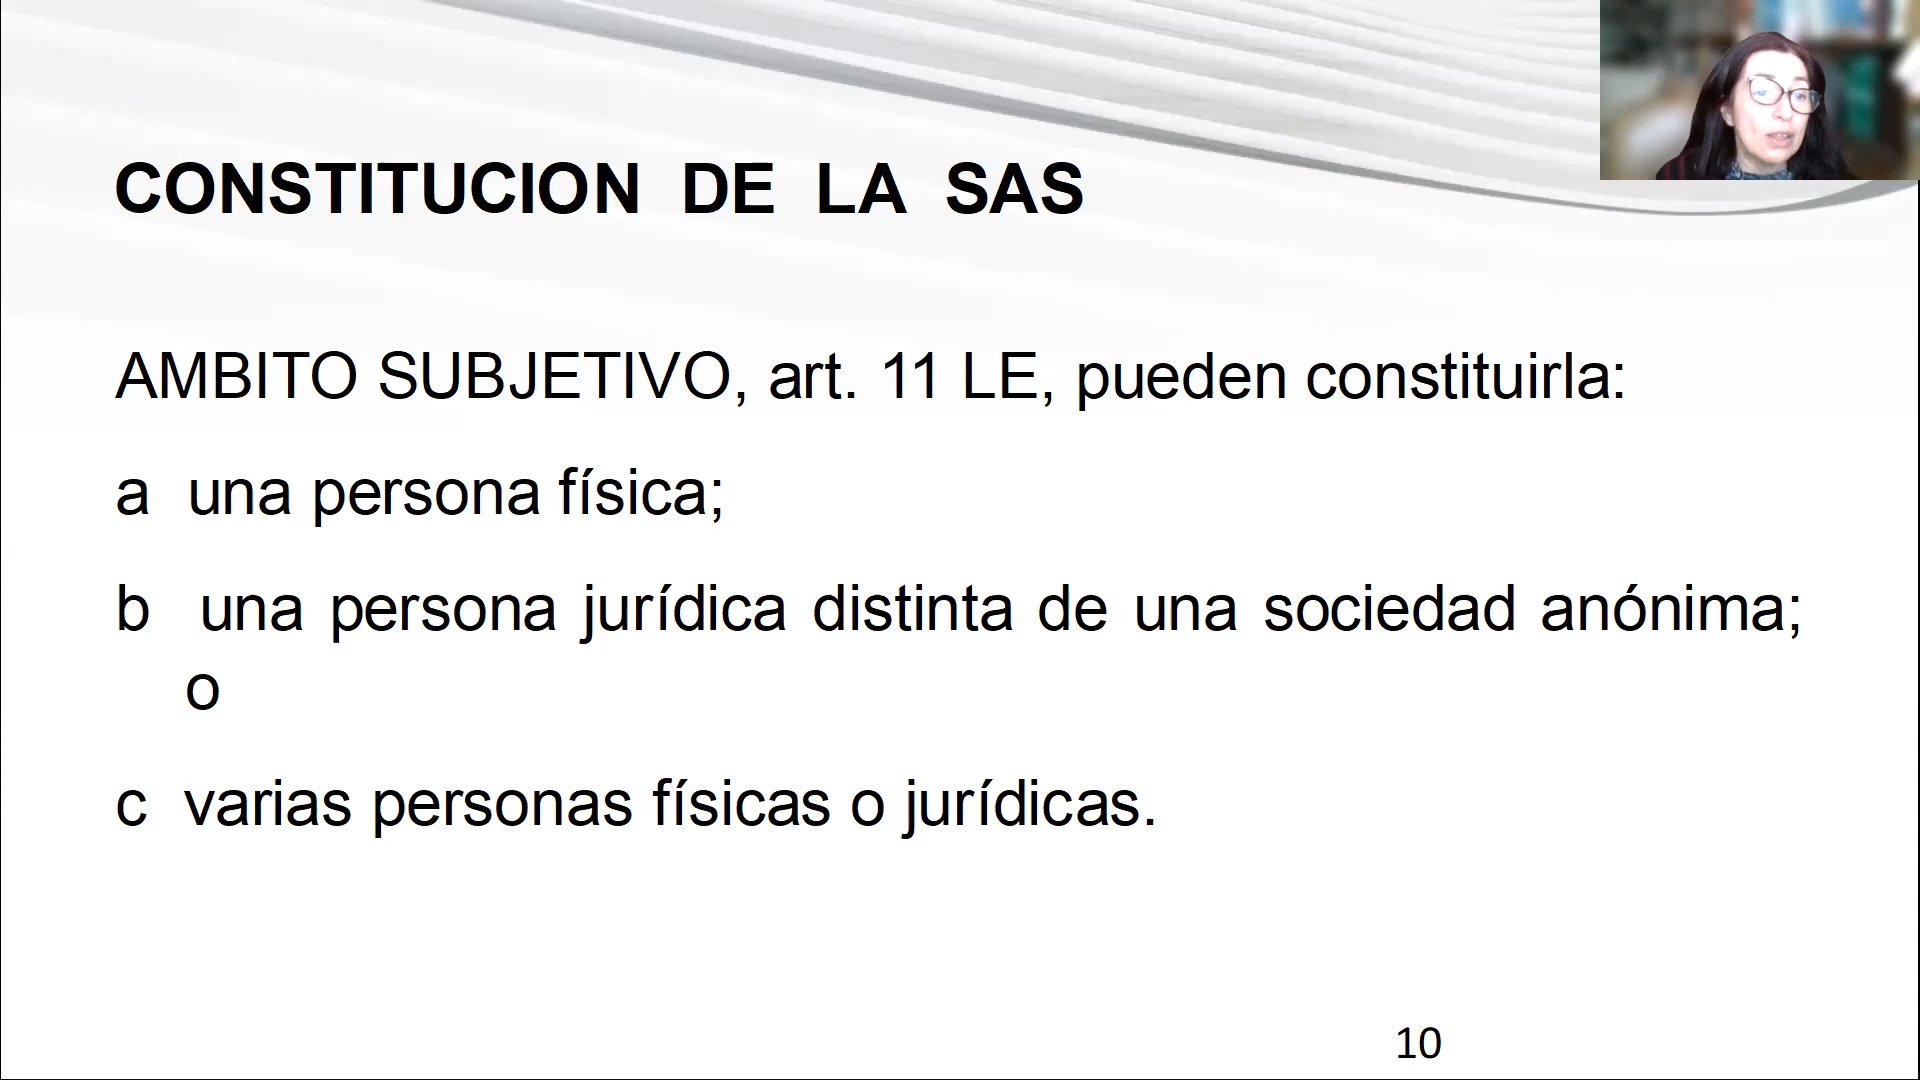 CONSTITUCION DE LA SAS
AMBITO SUBJETIVO, art. 11 LE, pueden constituirla:
a una persona física;
b una persona jurídica distinta de una sociedad anónima;
o
c varias personas físicas o jurídicas.
10